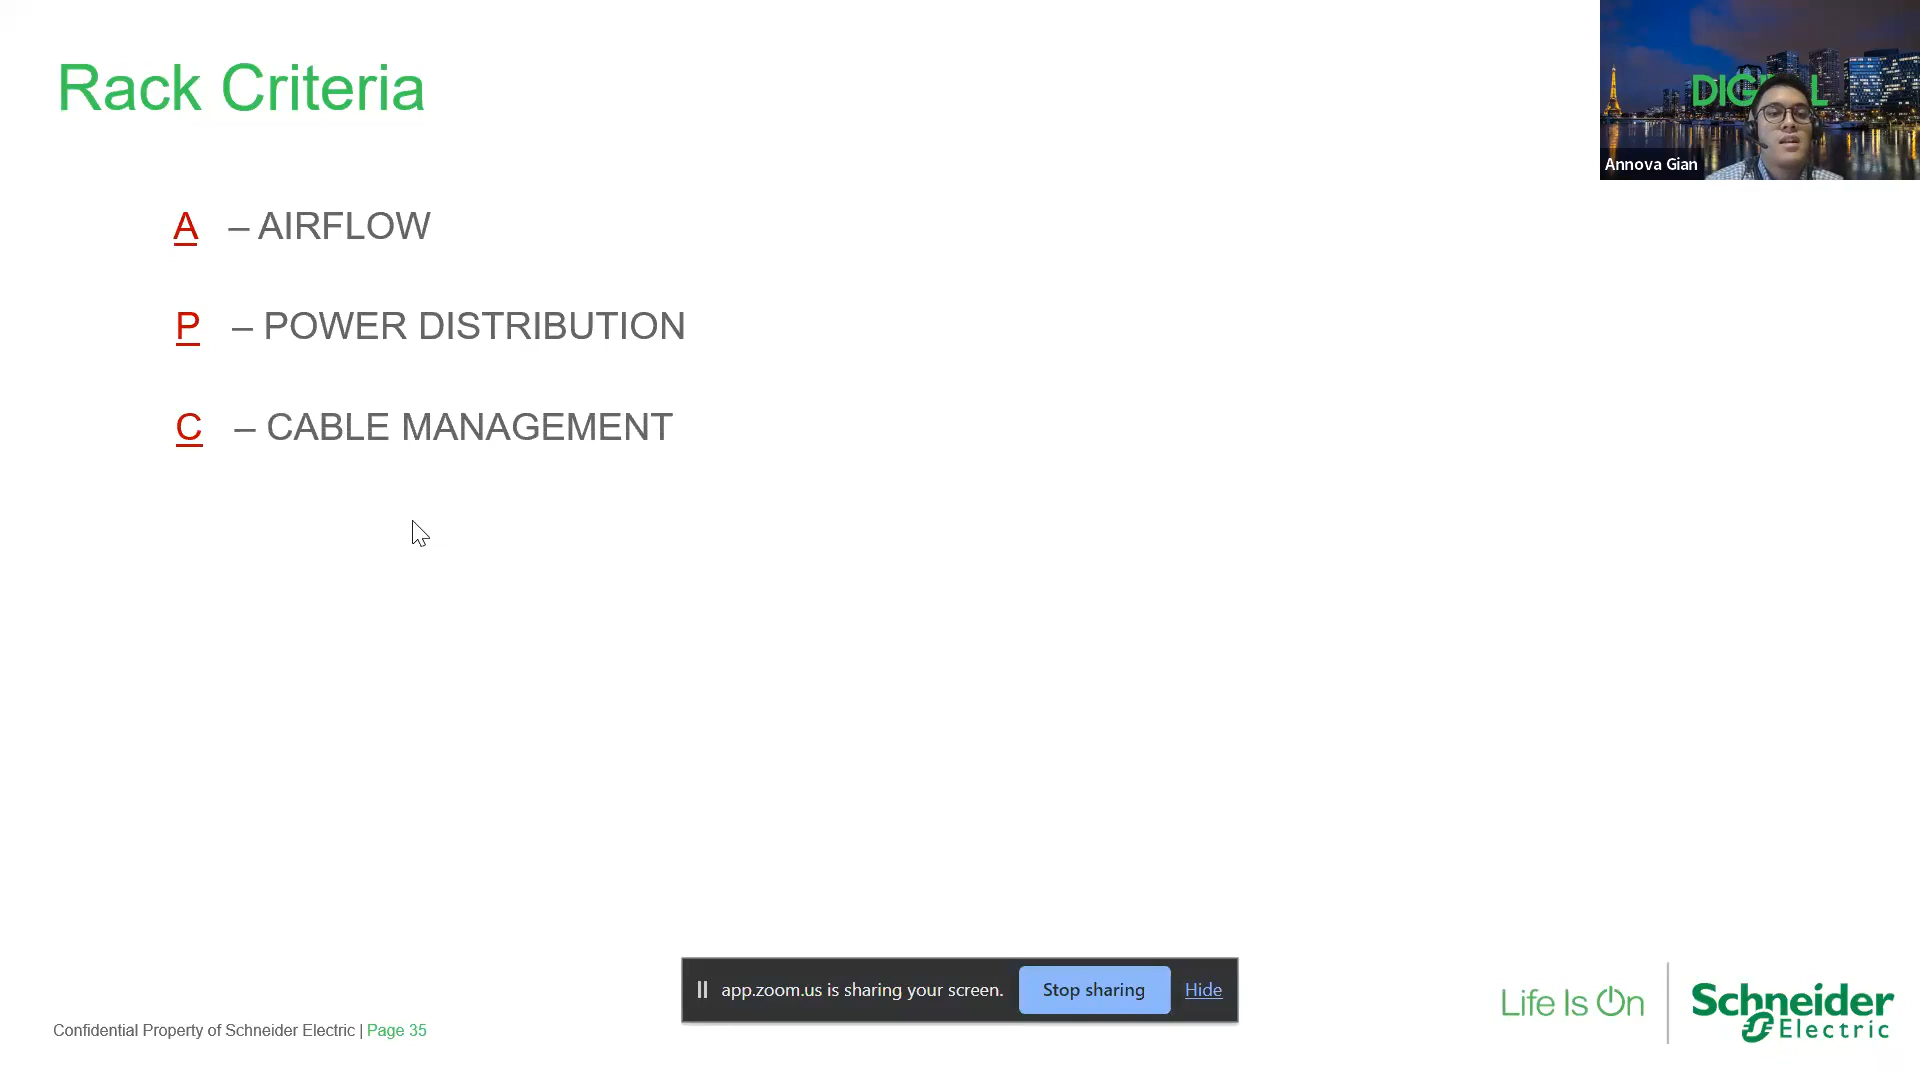 Rack Criteria
A – AIRFLOW
P – POWER DISTRIBUTION
C – CABLE MANAGEMENT
Annova Gian
app.zoom.us is sharing your screen. Stop sharing Hide
Confidential Property of Schneider Electric | Page 35
Life Is On
Schneider
Electric